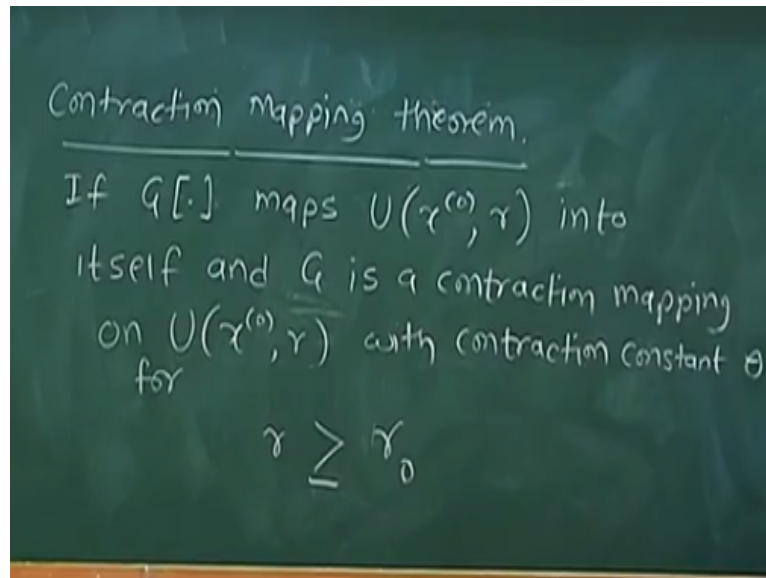 Contraction Mapping theorem.
If G[.] maps U(x⁽⁰⁾, r) into
itself and G is a contraction mapping
on U(x⁽⁰⁾, r) with contraction constant θ
for
r ≥ r₀